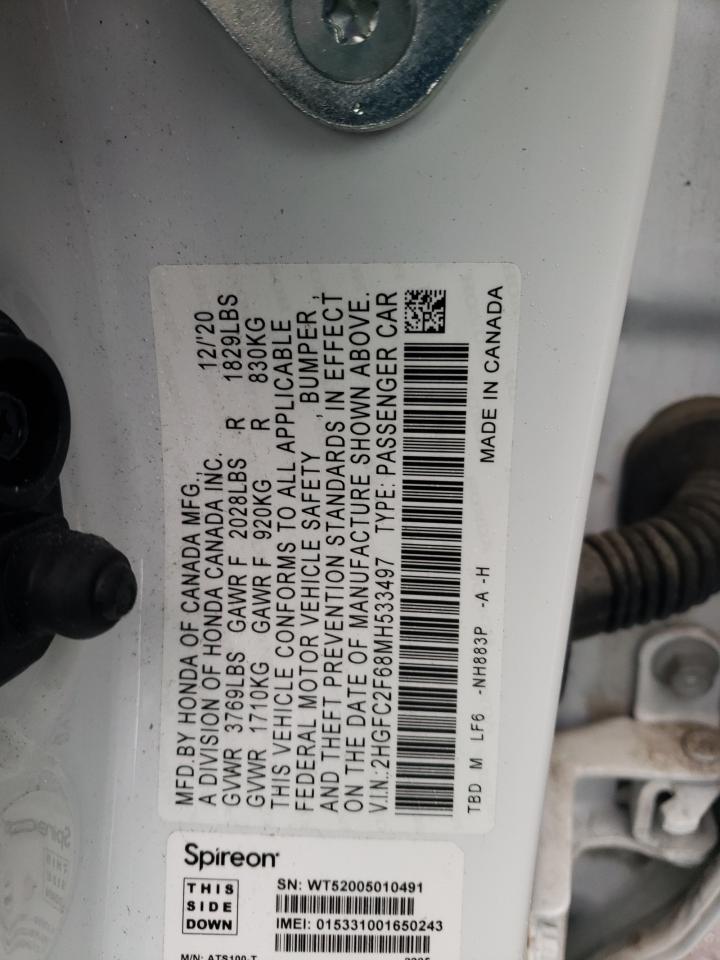 MFD. BY HONDA OF CANADA MFG.,
A DIVISION OF HONDA CANADA INC. 12/'20
GVWR 3769LBS GAWR F 2028LBS R 1829LBS
GVWR 1710KG GAWR F 920KG R 830KG
THIS VEHICLE CONFORMS TO ALL APPLICABLE
FEDERAL MOTOR VEHICLE SAFETY , BUMPER ,
AND THEFT PREVENTION STANDARDS IN EFFECT
ON THE DATE OF MANUFACTURE SHOWN ABOVE.
V.I.N.:2HGFC2F68MH533497 TYPE: PASSENGER CAR
TBD M LF6 -NH883P -A -H
MADE IN CANADA
Spireon
THIS
SIDE
DOWN
SN: WT52005010491
IMEI: 015331001650243
M/N: ATS100-T